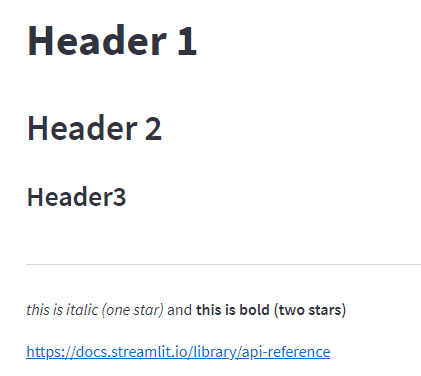 Header 1
Header 2
Header3
this is italic (one star) and this is bold (two stars)
https://docs.streamlit.io/library/api-reference